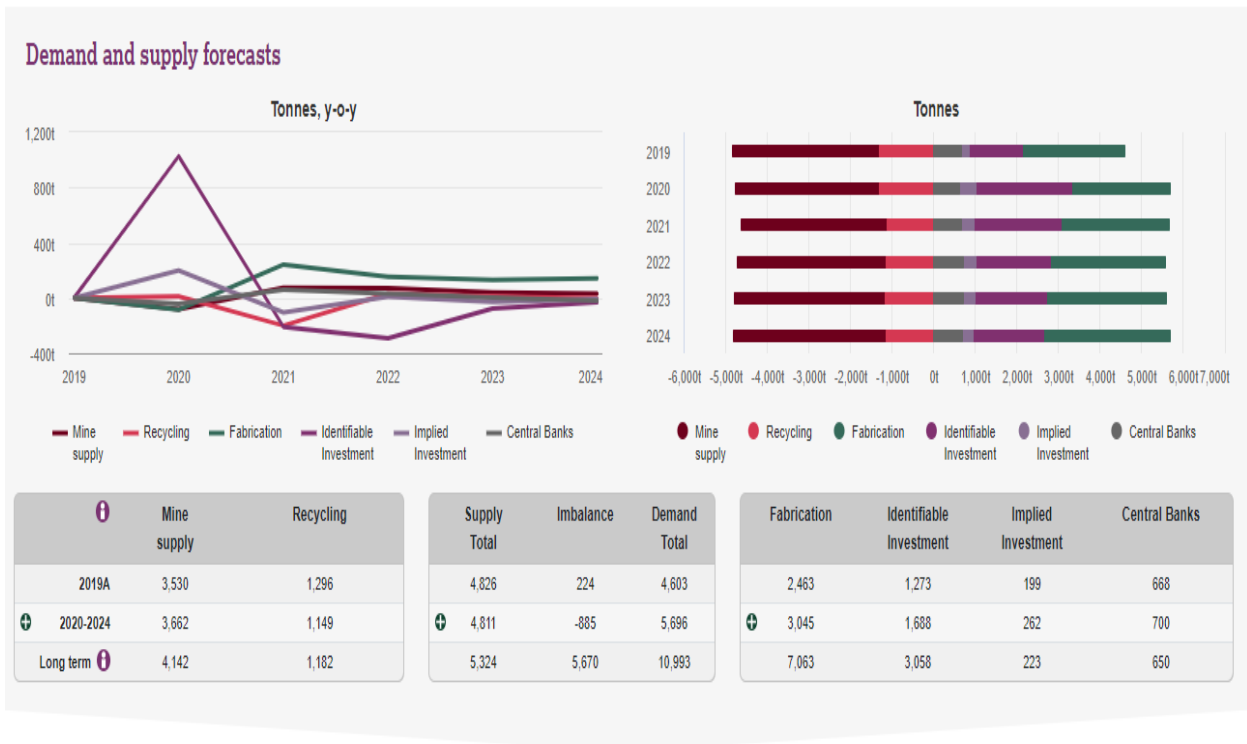 Demand and supply forecasts
Tonnes, y-o-y
1,200t
800t
400t
0t
-400t
2019 2020 2021 2022 2023 2024
Mine supply Recycling Fabrication Identifiable Investment Implied Investment Central Banks
Tonnes
2019
2020
2021
2022
2023
2024
-6,000t -5,000t -4,000t -3,000t -2,000t -1,000t 0t 1,000t 2,000t 3,000t 4,000t 5,000t 6,000t 7,000t
Mine supply Recycling Fabrication Identifiable Investment Implied Investment Central Banks
Mine supply Recycling
2019A 3,530 1,296
2020-2024 3,662 1,149
Long term 4,142 1,182
Supply Total Imbalance Demand Total
4,826 224 4,603
4,811 -885 5,696
5,324 5,670 10,993
Fabrication Identifiable Investment Implied Investment Central Banks
2,463 1,273 199 668
3,045 1,688 262 700
7,063 3,058 223 650